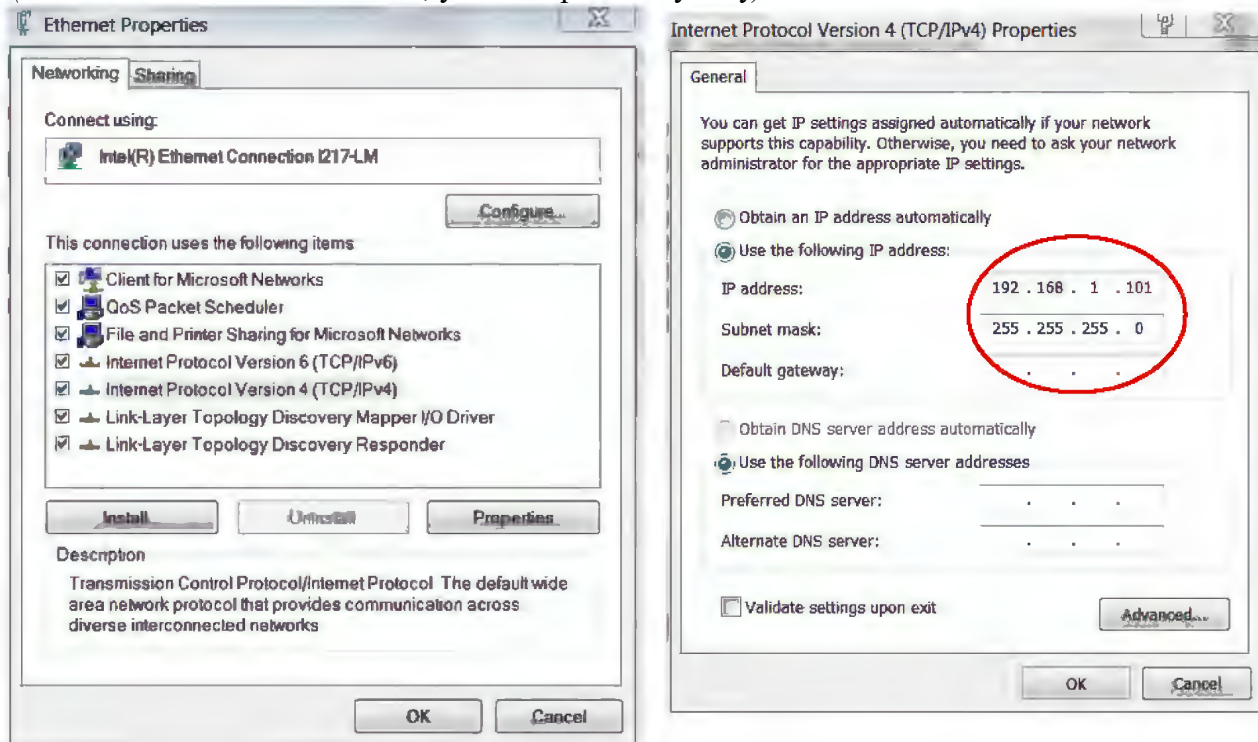 Ethernet Properties
Networking Sharing
Connect using:
Intel(R) Ethernet Connection I217-LM
Configure...
This connection uses the following items
Client for Microsoft Networks
QoS Packet Scheduler
File and Printer Sharing for Microsoft Networks
Internet Protocol Version 6 (TCP/IPv6)
Internet Protocol Version 4 (TCP/IPv4)
Link-Layer Topology Discovery Mapper I/O Driver
Link-Layer Topology Discovery Responder
Install... Uninstall Properties
Description
Transmission Control Protocol/Internet Protocol The default wide
area network protocol that provides communication across
diverse interconnected networks
OK Cancel
Internet Protocol Version 4 (TCP/IPv4) Properties
General
You can get IP settings assigned automatically if your network
supports this capability. Otherwise, you need to ask your network
administrator for the appropriate IP settings.
Obtain an IP address automatically
Use the following IP address:
IP address: 192 . 168 . 1 . 101
Subnet mask: 255 . 255 . 255 . 0
Default gateway: . . .
Obtain DNS server address automatically
Use the following DNS server addresses
Preferred DNS server: . . .
Alternate DNS server: . . .
Validate settings upon exit
Advanced...
OK Cancel